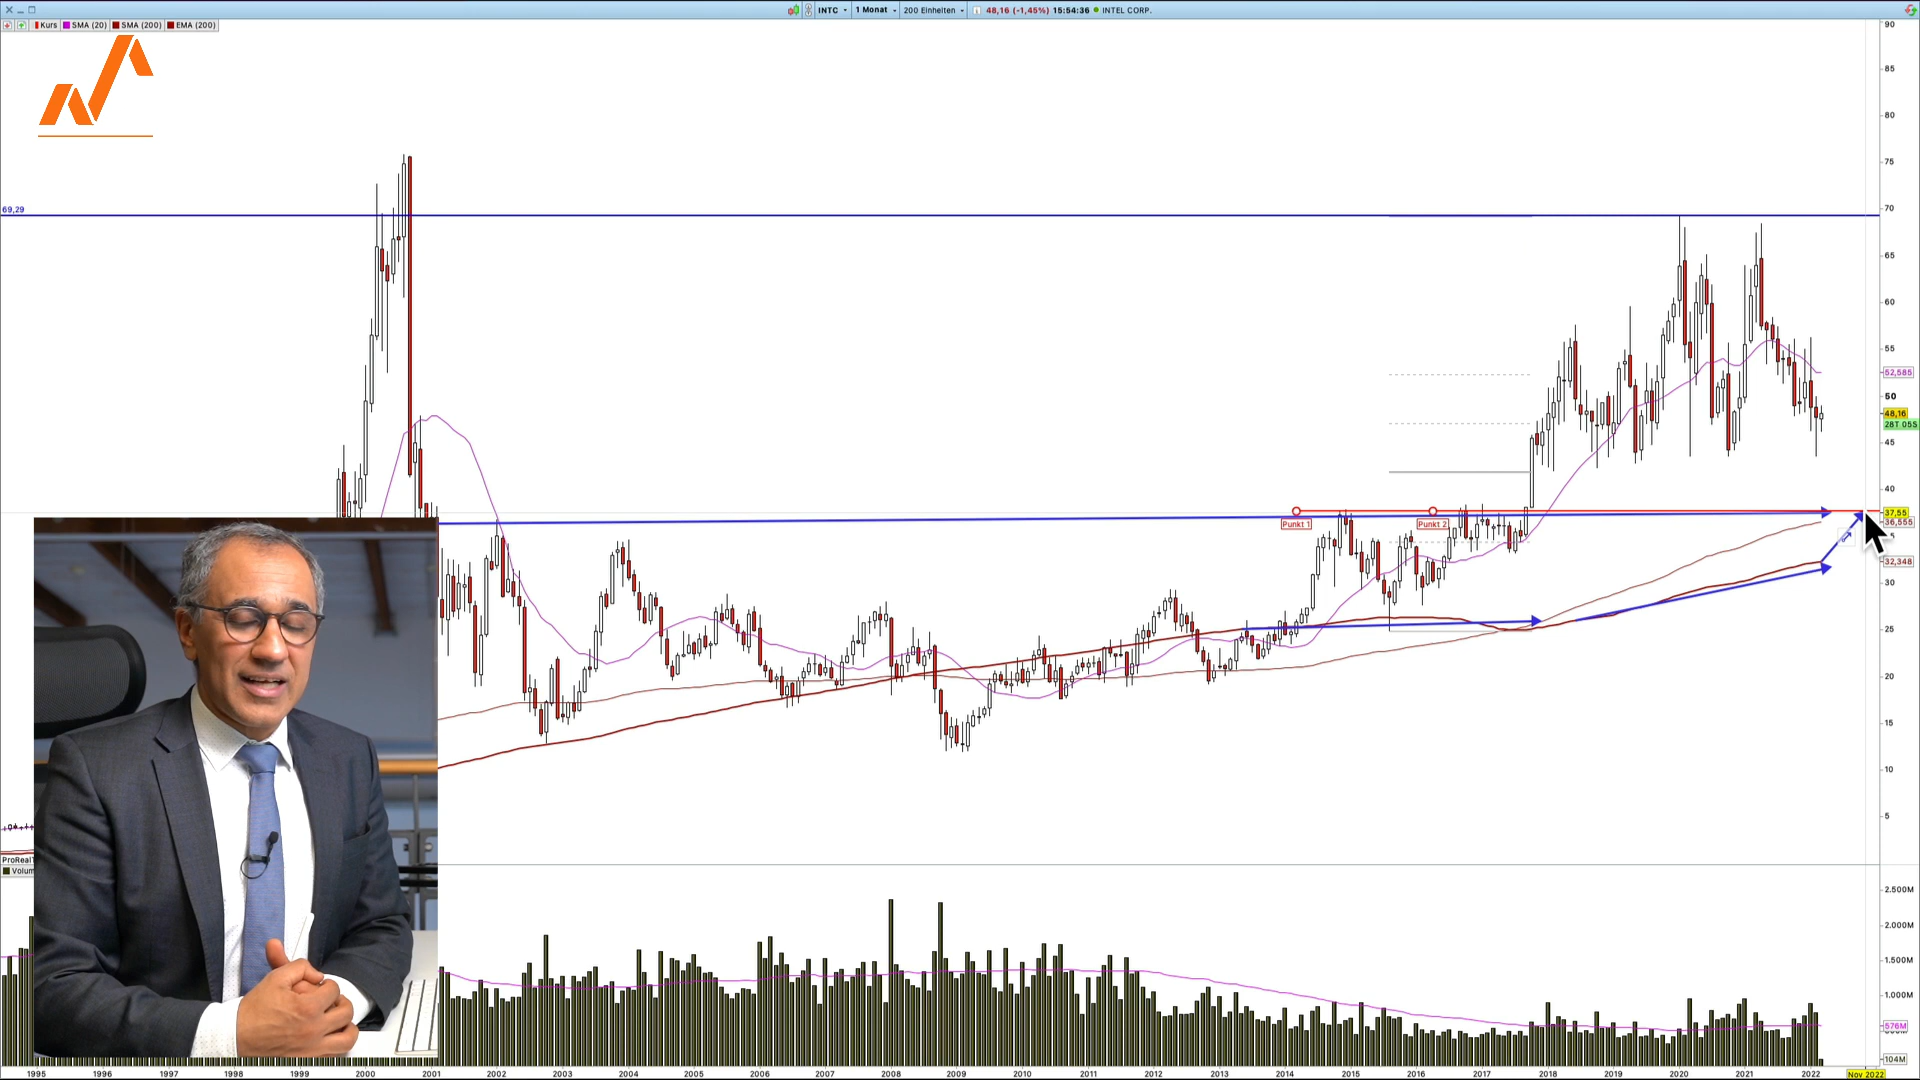 INTC 1 Monat 200 Einheiten 48,16 (-1,45%) 15:54:36 INTEL CORP.
Kurs SMA (20) SMA (200) EMA (200)
90
85
80
75
69,29
70
65
60
55
52,585
50
48,16
28T 05S
45
40
37,55
36,555
Punkt 1 Punkt 2
32,348
30
25
20
15
10
5
ProRealT
Volum
2.500M
2.000M
1.500M
1.000M
576M
104M
1995 1996 1997 1998 1999 2000 2001 2002 2003 2004 2005 2006 2007 2008 2009 2010 2011 2012 2013 2014 2015 2016 2017 2018 2019 2020 2021 2022 Nov 2022